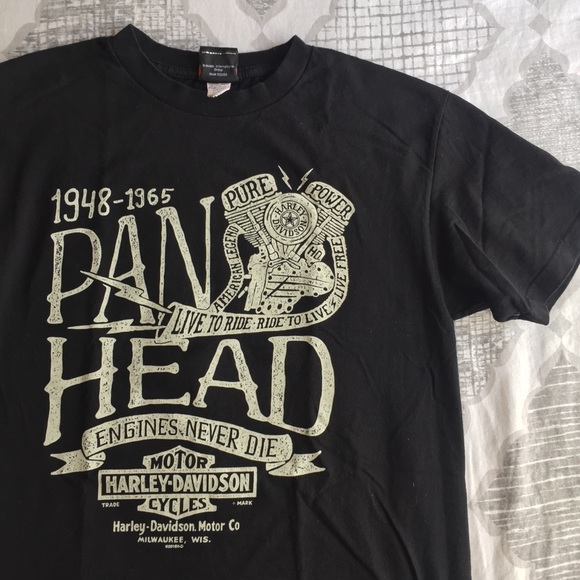 1948-1965
PURE POWER
PAN
HARLEY DAVIDSON
AMERICAN LEGEND
LIVE FREE
LIVE TO RIDE · RIDE TO LIVE
HEAD
ENGINES NEVER DIE
MOTOR
HARLEY-DAVIDSON
CYCLES
TRADE MARK
Harley-Davidson Motor Co
MILWAUKEE, WIS.